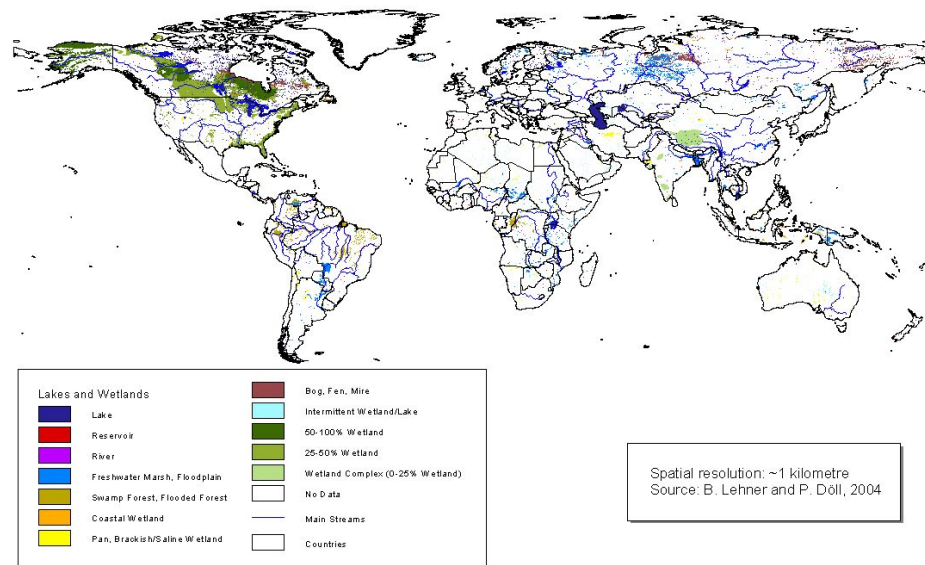 Lakes and Wetlands
Lake
Reservoir
River
Freshwater Marsh, Floodplain
Swamp Forest, Flooded Forest
Coastal Wetland
Pan, Brackish/Saline Wetland
Bog, Fen, Mire
Intermittent Wetland/Lake
50-100% Wetland
25-50% Wetland
Wetland Complex (0-25% Wetland)
No Data
Main Streams
Countries
Spatial resolution: ~1 kilometre
Source: B. Lehner and P. Döll, 2004